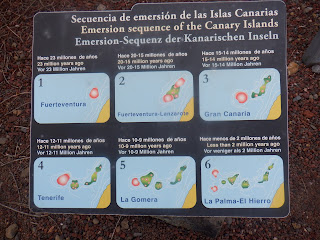 Secuencia de emersión de las Islas Canarias
Emersion sequence of the Canary Islands
Emersion-Sequenz der Kanarischen Inseln
Hace 23 millones de años
23 million years ago
Vor 23 Millionen Jahren
1
Fuerteventura
Hace 20-15 millones de años
20-15 million years ago
Vor 20-15 Millionen Jahren
2
Fuerteventura-Lanzarote
Hace 15-14 millones de años
15-14 million years ago
Vor 15-14 Millionen Jahren
3
Gran Canaria
Hace 12-11 millones de años
12-11 million years ago
Vor 12-11 Millionen Jahren
4
Tenerife
Hace 10-9 millones de años
10-9 million years ago
Vor 10-9 Millionen Jahren
5
La Gomera
Hace menos de 2 millones de años
Less than 2 million years ago
Vor weniger als 2 Millionen Jahren
6
La Palma-El Hierro